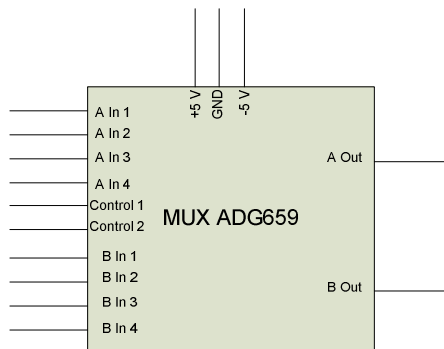 +5 V
GND
-5 V
A In 1
A In 2
A In 3
A In 4
Control 1
Control 2
B In 1
B In 2
B In 3
B In 4
MUX ADG659
A Out
B Out